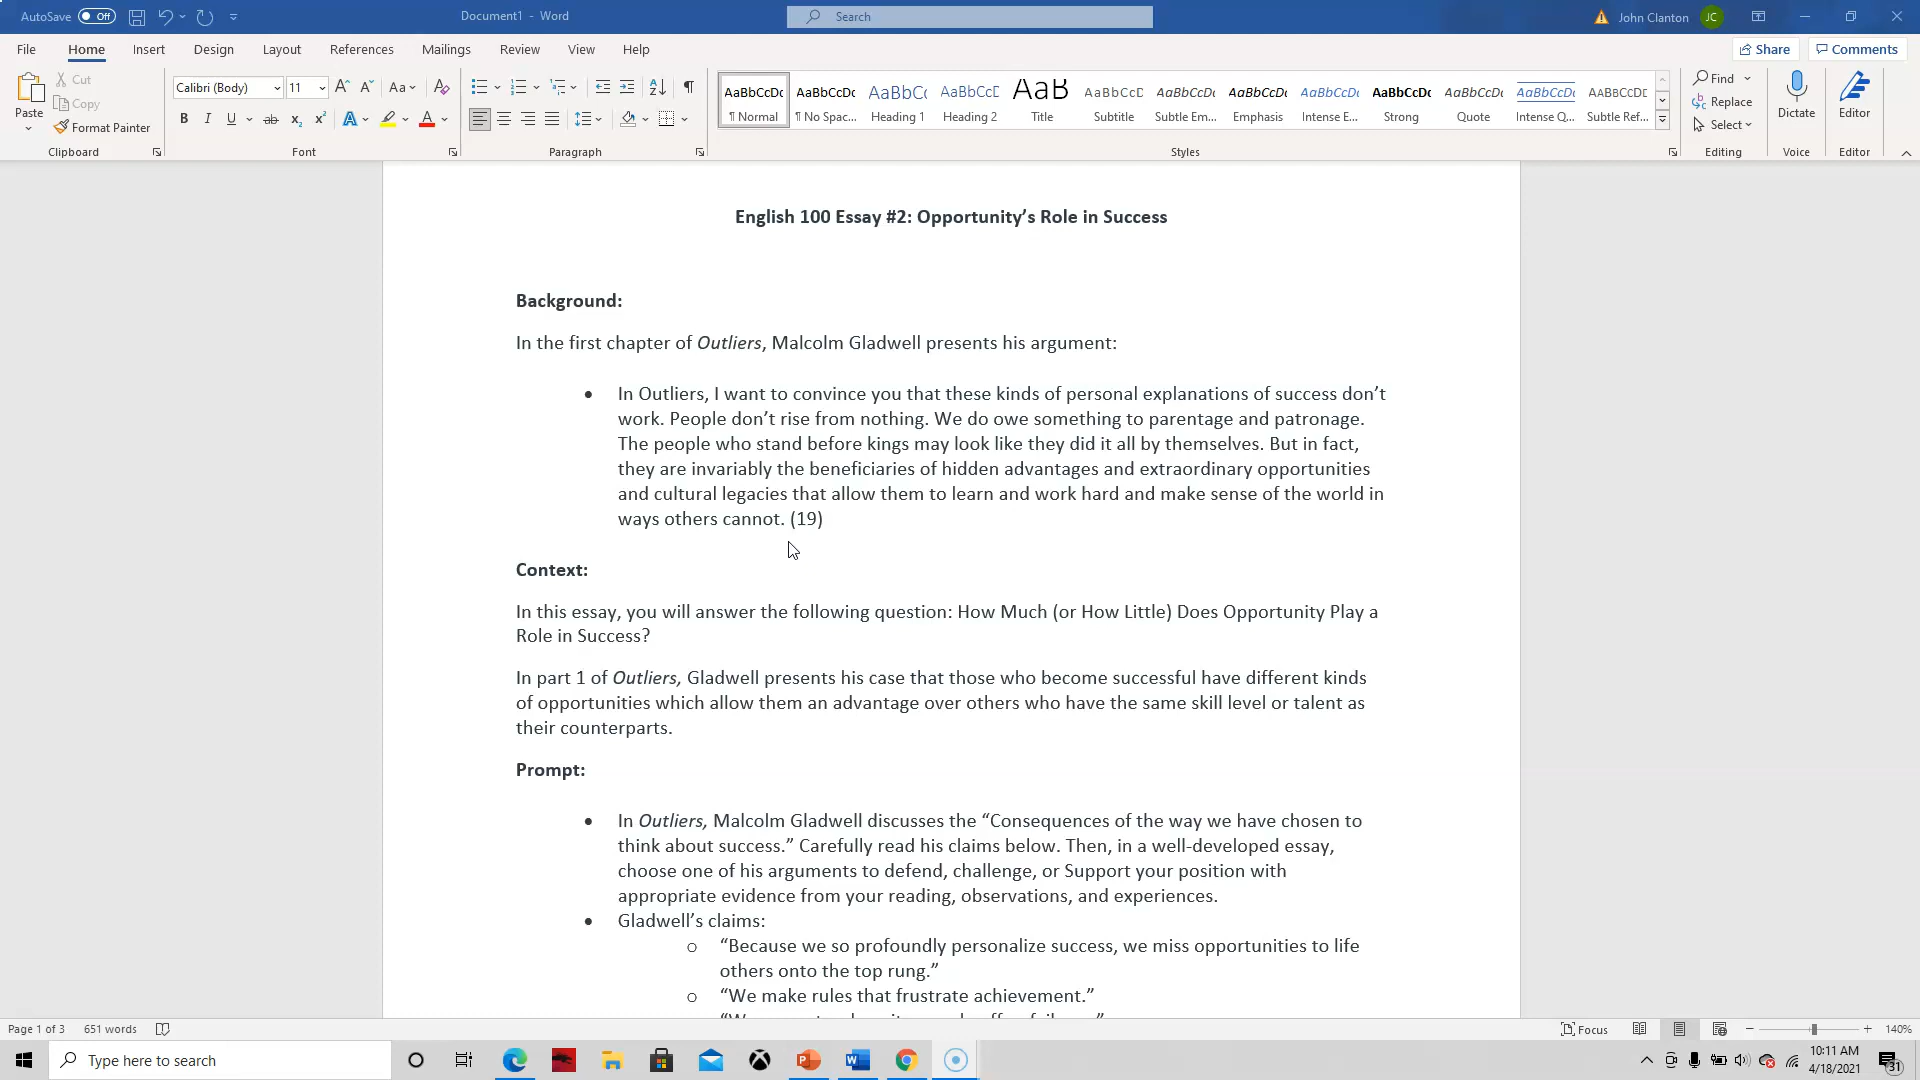 AutoSave Off Document1 - Word Search John Clanton JC
File Home Insert Design Layout References Mailings Review View Help Share Comments
Paste Cut Copy Format Painter
Calibri (Body) 11 Aa
B I U ab x₂ x² A A
AaBbCcDc AaBbCcDc AaBbCc AaBbCcD AaB AaBbCcD AaBbCcDc AaBbCcDc AaBbCcDc AaBbCcDc AaBbCcDc AaBbCcDc AABBCCDE
¶ Normal ¶ No Spac... Heading 1 Heading 2 Title Subtitle Subtle Em... Emphasis Intense E... Strong Quote Intense Q... Subtle Ref...
Find
Replace
Select
Dictate Editor
Clipboard Font Paragraph Styles Editing Voice Editor
English 100 Essay #2: Opportunity’s Role in Success
Background:
In the first chapter of Outliers, Malcolm Gladwell presents his argument:
• In Outliers, I want to convince you that these kinds of personal explanations of success don’t
work. People don’t rise from nothing. We do owe something to parentage and patronage.
The people who stand before kings may look like they did it all by themselves. But in fact,
they are invariably the beneficiaries of hidden advantages and extraordinary opportunities
and cultural legacies that allow them to learn and work hard and make sense of the world in
ways others cannot. (19)
Context:
In this essay, you will answer the following question: How Much (or How Little) Does Opportunity Play a
Role in Success?
In part 1 of Outliers, Gladwell presents his case that those who become successful have different kinds
of opportunities which allow them an advantage over others who have the same skill level or talent as
their counterparts.
Prompt:
• In Outliers, Malcolm Gladwell discusses the “Consequences of the way we have chosen to
think about success.” Carefully read his claims below. Then, in a well-developed essay,
choose one of his arguments to defend, challenge, or Support your position with
appropriate evidence from your reading, observations, and experiences.
• Gladwell’s claims:
o “Because we so profoundly personalize success, we miss opportunities to life
others onto the top rung.”
o “We make rules that frustrate achievement.”
Page 1 of 3 651 words Focus 140%
Type here to search
10:11 AM
4/18/2021
31